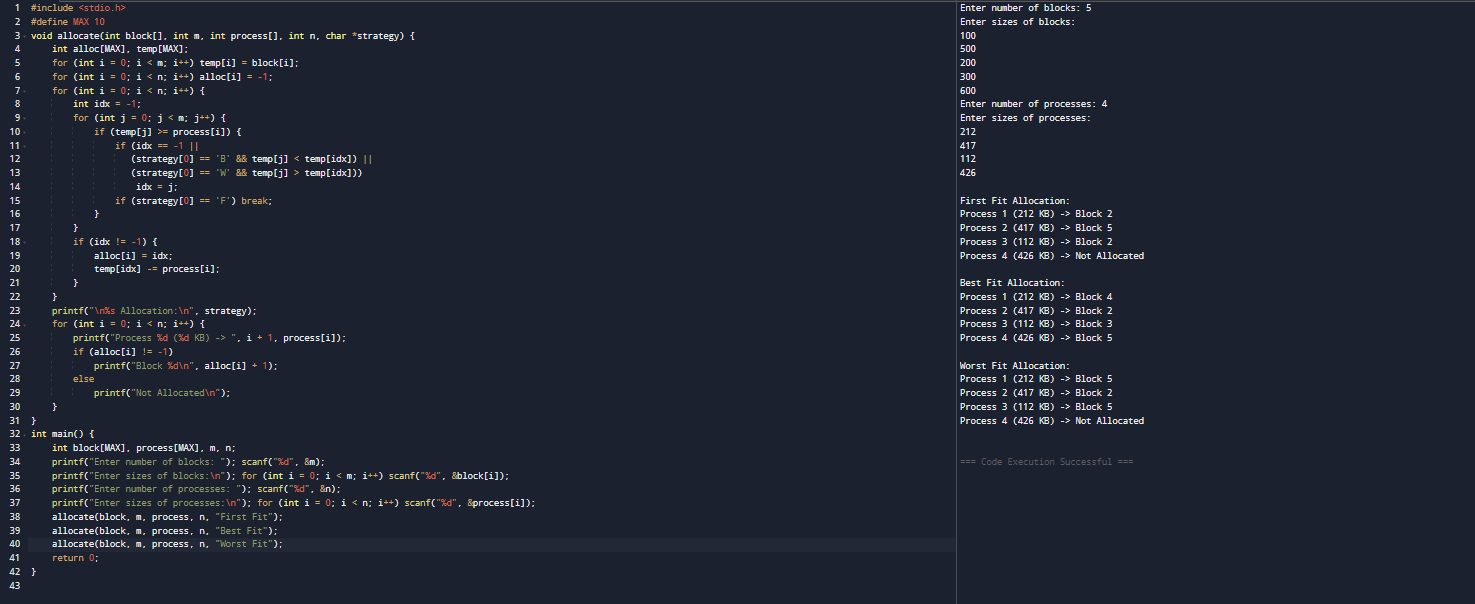 1 #include <stdio.h>
2 #define MAX 10
3 void allocate(int block[], int m, int process[], int n, char *strategy) {
4     int alloc[MAX], temp[MAX];
5     for (int i = 0; i < m; i++) temp[i] = block[i];
6     for (int i = 0; i < n; i++) alloc[i] = -1;
7     for (int i = 0; i < n; i++) {
8         int idx = -1;
9         for (int j = 0; j < m; j++) {
10             if (temp[j] >= process[i]) {
11                 if (idx == -1 ||
12                    (strategy[0] == 'B' && temp[j] < temp[idx]) ||
13                    (strategy[0] == 'W' && temp[j] > temp[idx]))
14                     idx = j;
15                 if (strategy[0] == 'F') break;
16             }
17         }
18         if (idx != -1) {
19             alloc[i] = idx;
20             temp[idx] -= process[i];
21         }
22     }
23     printf("\n%s Allocation:\n", strategy);
24     for (int i = 0; i < n; i++) {
25         printf("Process %d (%d KB) -> ", i + 1, process[i]);
26         if (alloc[i] != -1)
27             printf("Block %d\n", alloc[i] + 1);
28         else
29             printf("Not Allocated\n");
30     }
31 }
32 int main() {
33     int block[MAX], process[MAX], m, n;
34     printf("Enter number of blocks: "); scanf("%d", &m);
35     printf("Enter sizes of blocks:\n"); for (int i = 0; i < m; i++) scanf("%d", &block[i]);
36     printf("Enter number of processes: "); scanf("%d", &n);
37     printf("Enter sizes of processes:\n"); for (int i = 0; i < n; i++) scanf("%d", &process[i]);
38     allocate(block, m, process, n, "First Fit");
39     allocate(block, m, process, n, "Best Fit");
40     allocate(block, m, process, n, "Worst Fit");
41     return 0;
42 }
43
Enter number of blocks: 5
Enter sizes of blocks:
100
500
200
300
600
Enter number of processes: 4
Enter sizes of processes:
212
417
112
426
First Fit Allocation:
Process 1 (212 KB) -> Block 2
Process 2 (417 KB) -> Block 5
Process 3 (112 KB) -> Block 2
Process 4 (426 KB) -> Not Allocated
Best Fit Allocation:
Process 1 (212 KB) -> Block 4
Process 2 (417 KB) -> Block 2
Process 3 (112 KB) -> Block 3
Process 4 (426 KB) -> Block 5
Worst Fit Allocation:
Process 1 (212 KB) -> Block 5
Process 2 (417 KB) -> Block 2
Process 3 (112 KB) -> Block 5
Process 4 (426 KB) -> Not Allocated
=== Code Execution Successful ===